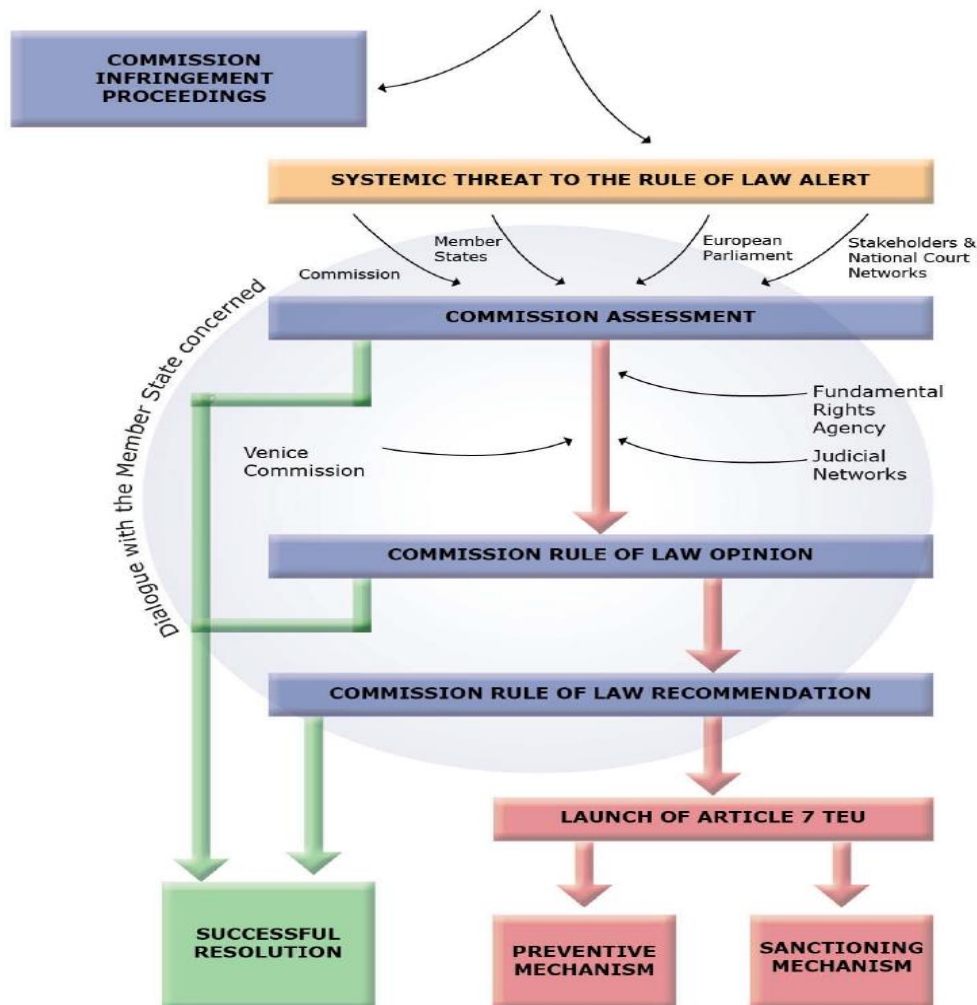 COMMISSION
INFRINGEMENT
PROCEEDINGS
SYSTEMIC THREAT TO THE RULE OF LAW ALERT
Commission
Member
States
European
Parliament
Stakeholders &
National Court
Networks
Dialogue with the Member State concerned
COMMISSION ASSESSMENT
Fundamental
Rights
Agency
Venice
Commission
Judicial
Networks
COMMISSION RULE OF LAW OPINION
COMMISSION RULE OF LAW RECOMMENDATION
LAUNCH OF ARTICLE 7 TEU
SUCCESSFUL
RESOLUTION
PREVENTIVE
MECHANISM
SANCTIONING
MECHANISM